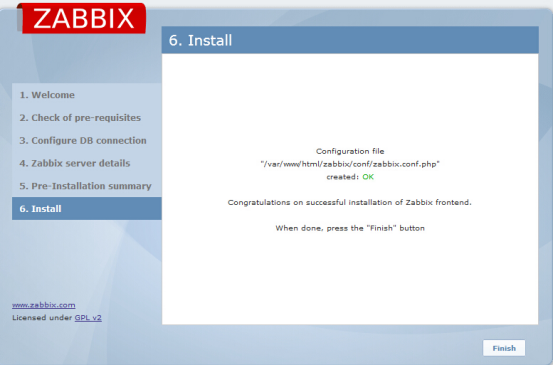 ZABBIX
6. Install
1. Welcome
2. Check of pre-requisites
3. Configure DB connection
4. Zabbix server details
5. Pre-Installation summary
6. Install
Configuration file
"/var/www/html/zabbix/conf/zabbix.conf.php"
created: OK
Congratulations on successful installation of Zabbix frontend.
When done, press the "Finish" button
www.zabbix.com
Licensed under GPL v2
Finish